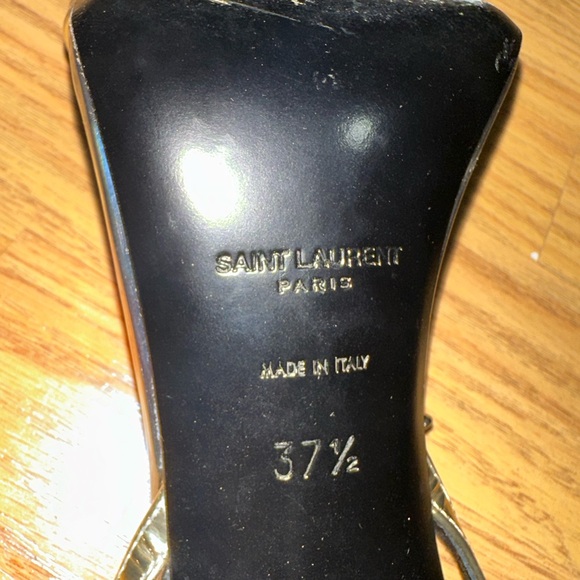 SAINT LAURENT
PARIS
MADE IN ITALY
37½